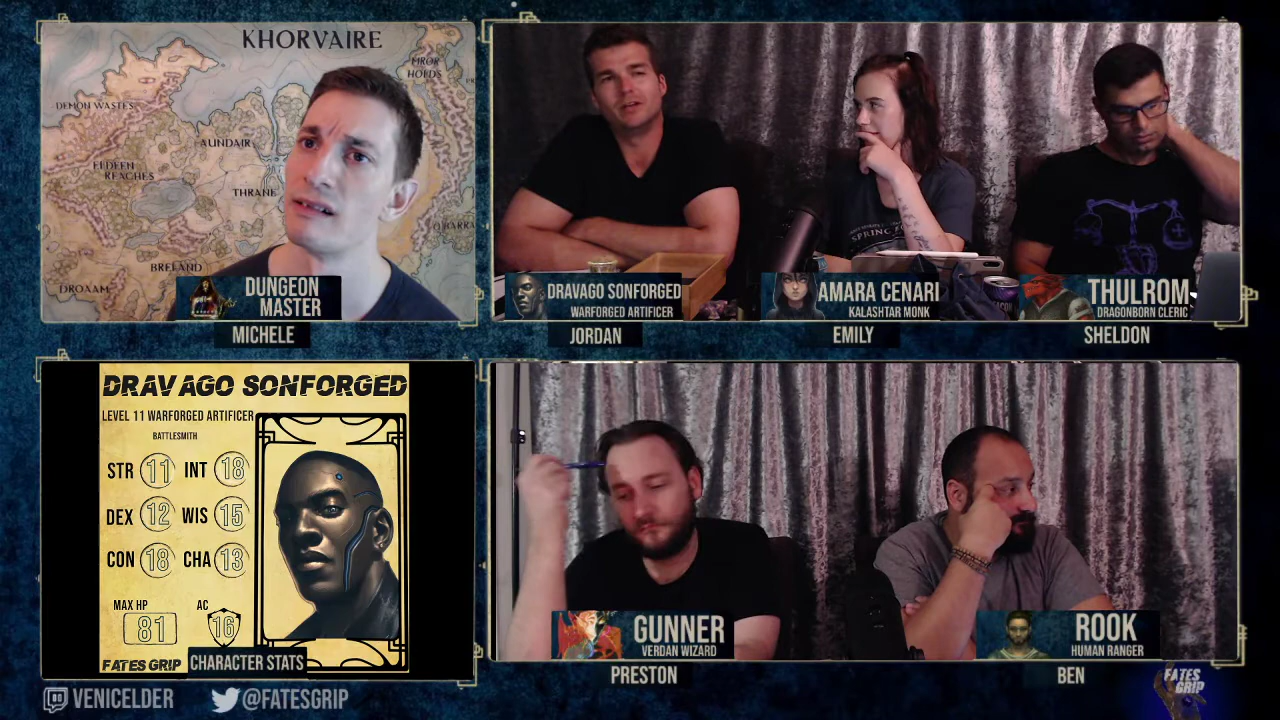 KHORVAIRE
MROR
HOLDS
DEMON WASTES
AUNDAIR
ELDEEN
REACHES
THRANE
BRELAND
DROAAM
DUNGEON
MASTER
MICHELE
DRAVAGO SONFORGED
WARFORGED ARTIFICER
JORDAN
SPRING
AMARA CENARI
KALASHTAR MONK
EMILY
THULROM
DRAGONBORN CLERIC
SHELDON
DRAVAGO SONFORGED
LEVEL 11 WARFORGED ARTIFICER
BATTLESMITH
STR 11 INT 18
DEX 12 WIS 15
CON 18 CHA 13
MAX HP AC
81 16
FATES GRIP
CHARACTER STATS
GUNNER
VERDAN WIZARD
PRESTON
ROOK
HUMAN RANGER
BEN
VENICELDER @FATESGRIP
FATES
GRIP